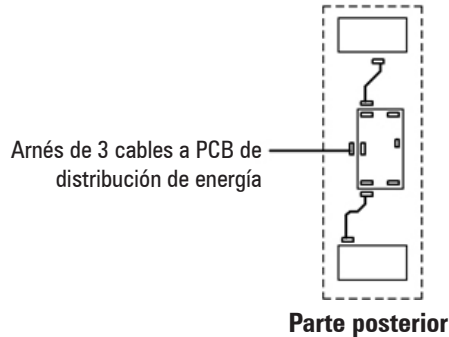 Arnés de 3 cables a PCB de
distribución de energía
Parte posterior